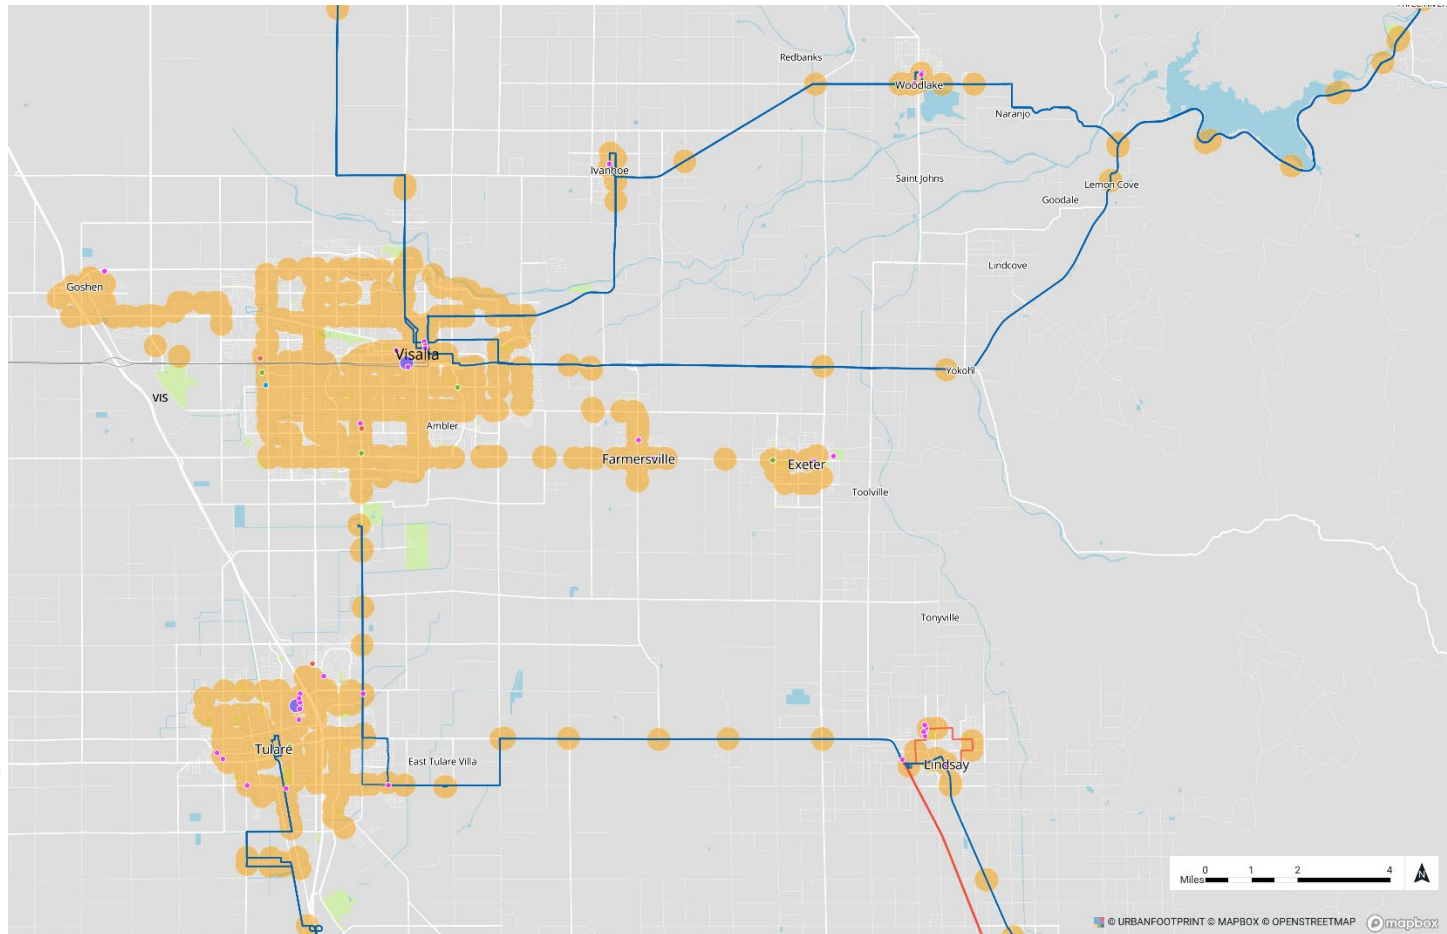 Redbanks
Woodlake
Naranjo
Ivanhoe
Saint Johns
Lemon Cove
Goodale
Lindcove
Goshen
Visalia
Yokohl
VIS
Ambler
Farmersville
Exeter
Toolville
Tonyville
Tulare
East Tulare Villa
Lindsay
0 1 2 4
Miles
N
© URBANFOOTPRINT © MAPBOX © OPENSTREETMAP mapbox